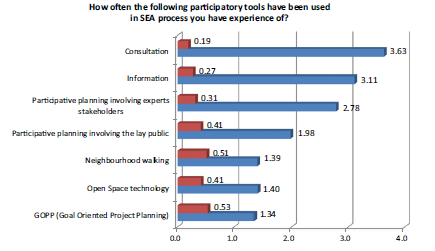 How often the following participatory tools have been used
in SEA process you have experience of?
Consultation
0.19
3.63
Information
0.27
3.11
Participative planning involving experts
stakeholders
0.31
2.78
Participative planning involving the lay public
0.41
1.98
Neighbourhood walking
0.51
1.39
Open Space technology
0.41
1.40
GOPP (Goal Oriented Project Planning)
0.53
1.34
0.0 1.0 2.0 3.0 4.0